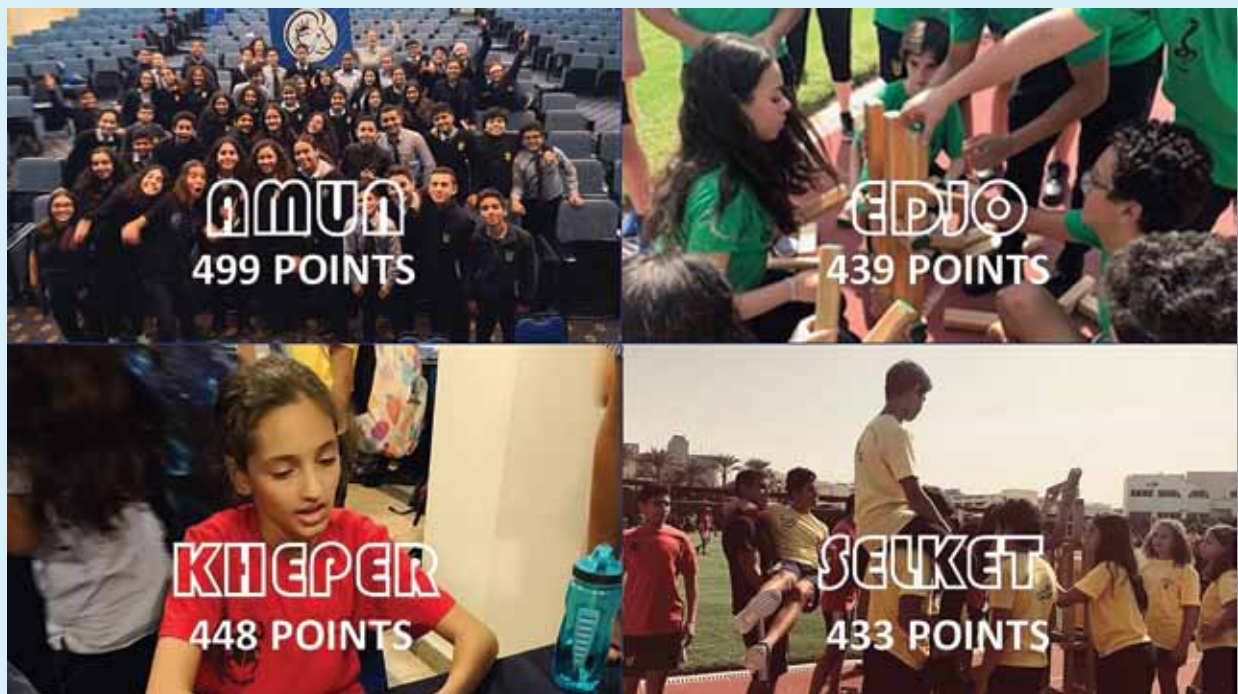 AMUN
499 POINTS
EDJO
439 POINTS
KHEPER
448 POINTS
SELKET
433 POINTS